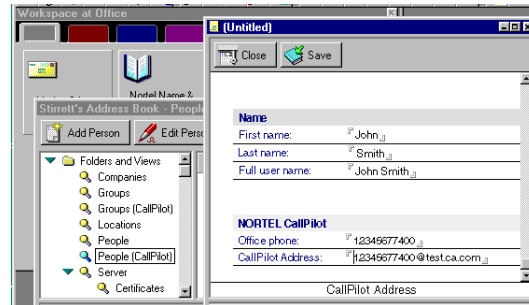 Workspace at Office
(Untitled)
Close
Save
Nortel Name &
Stirrett's Address Book - People
Add Person
Edit Perso
Folders and Views
Companies
Groups
Groups (CallPilot)
Locations
People
People (CallPilot)
Server
Certificates
Name
First name: John
Last name: Smith
Full user name: John Smith
NORTEL CallPilot
Office phone: 12345677400
CallPilot Address: 12345677400@test.ca.com
CallPilot Address